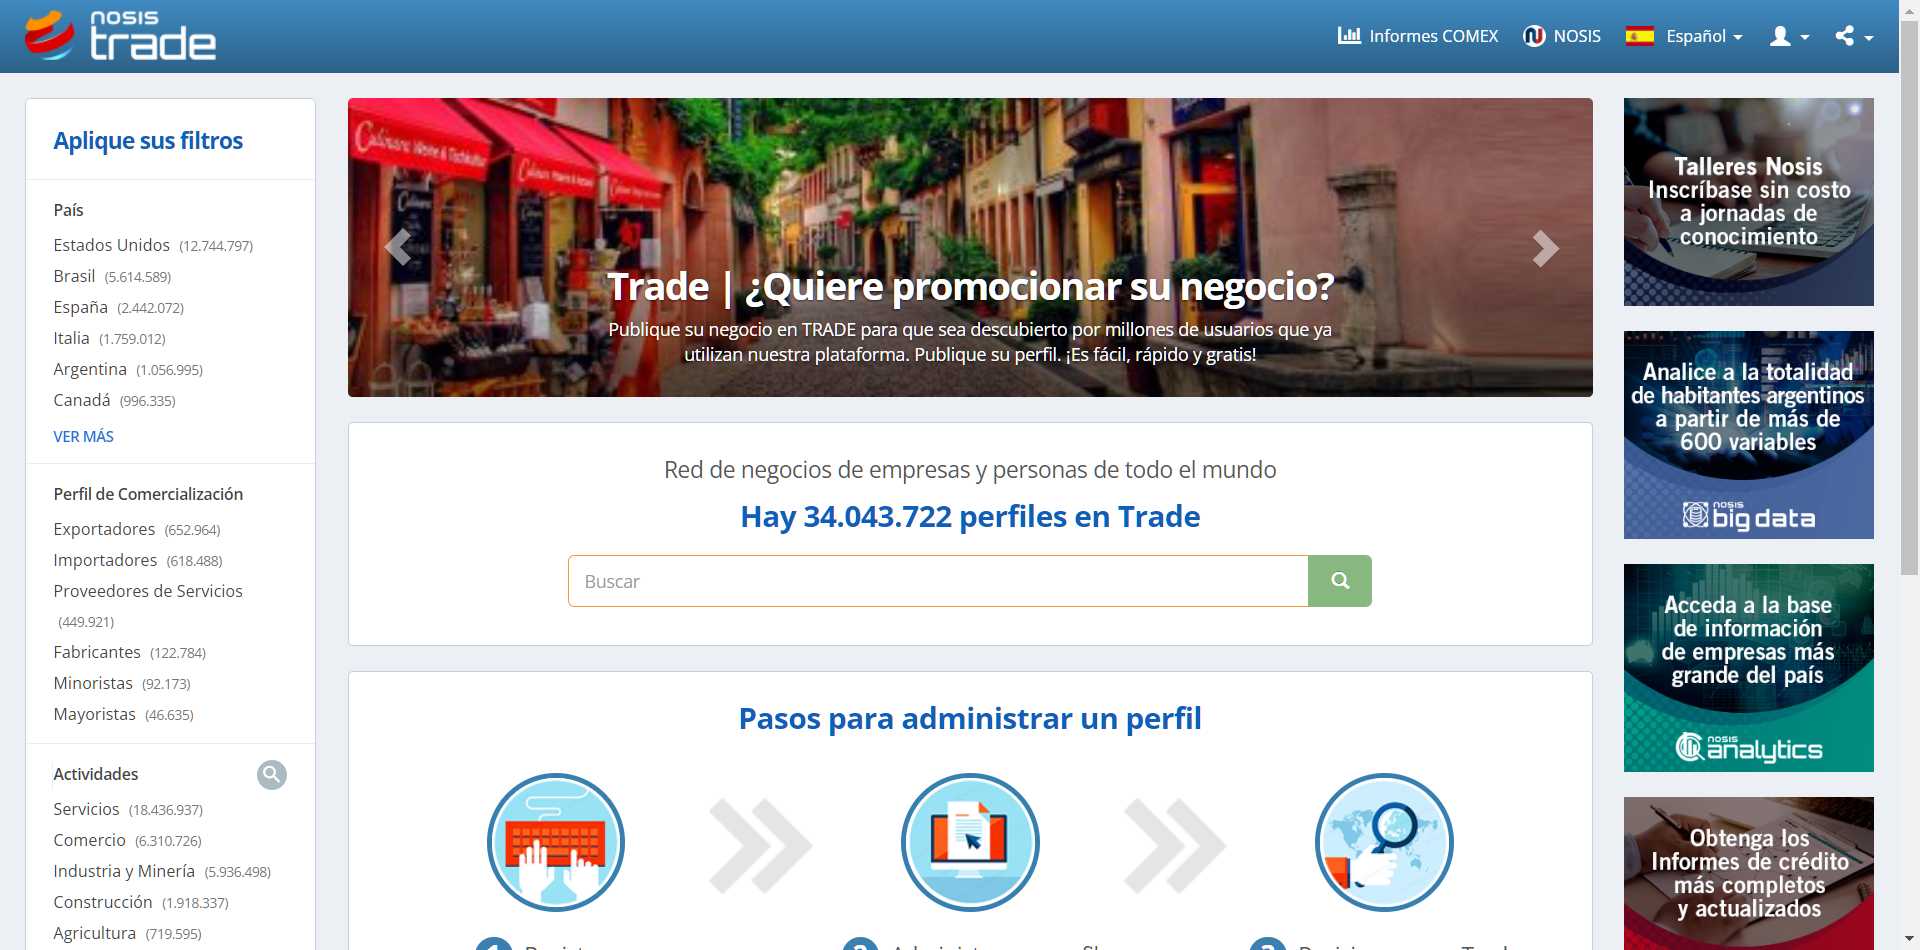 nosis
trade
Informes COMEX
NOSIS
Español
Aplique sus filtros
País
Estados Unidos (12.744.797)
Brasil (5.614.589)
España (2.442.072)
Italia (1.759.012)
Argentina (1.056.995)
Canadá (996.335)
VER MÁS
Perfil de Comercialización
Exportadores (652.964)
Importadores (618.488)
Proveedores de Servicios
(449.921)
Fabricantes (122.784)
Minoristas (92.173)
Mayoristas (46.635)
Actividades
Servicios (18.436.937)
Comercio (6.310.726)
Industria y Minería (5.936.498)
Construcción (1.918.337)
Agricultura (719.595)
Trade | ¿Quiere promocionar su negocio?
Publique su negocio en TRADE para que sea descubierto por millones de usuarios que ya
utilizan nuestra plataforma. Publique su perfil. ¡Es fácil, rápido y gratis!
Red de negocios de empresas y personas de todo el mundo
Hay 34.043.722 perfiles en Trade
Buscar
Pasos para administrar un perfil
Talleres Nosis
Inscríbase sin costo
a jornadas de
conocimiento
Analice a la totalidad
de habitantes argentinos
a partir de más de
600 variables
nosis
big data
Acceda a la base
de información
de empresas más
grande del país
nosis
analytics
Obtenga los
Informes de crédito
más completos
y actualizados